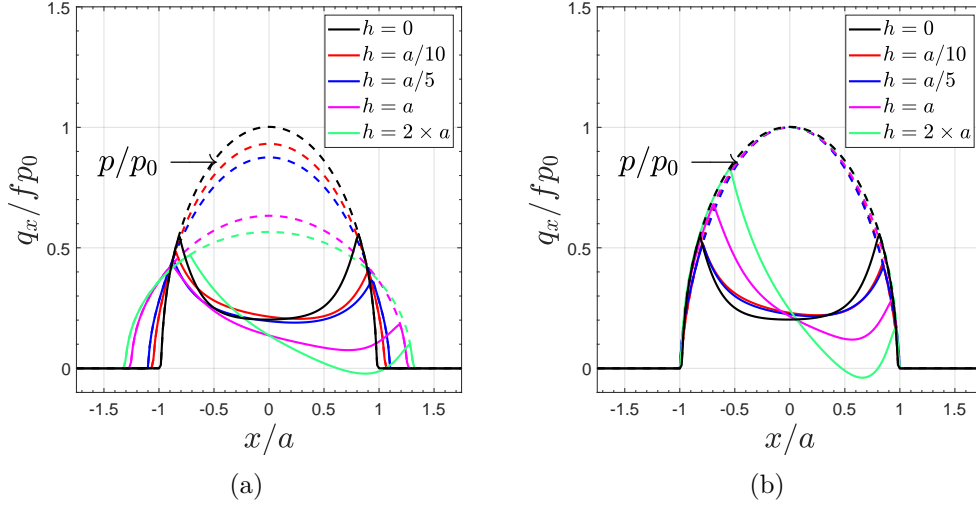 1.5
1
0.5
0
-1.5
-1
-0.5
0
0.5
1
1.5
q_x/fp_0
x/a
p/p_0
h = 0
h = a/10
h = a/5
h = a
h = 2 × a
(a)
1.5
1
0.5
0
-1.5
-1
-0.5
0
0.5
1
1.5
q_x/fp_0
x/a
p/p_0
h = 0
h = a/10
h = a/5
h = a
h = 2 × a
(b)